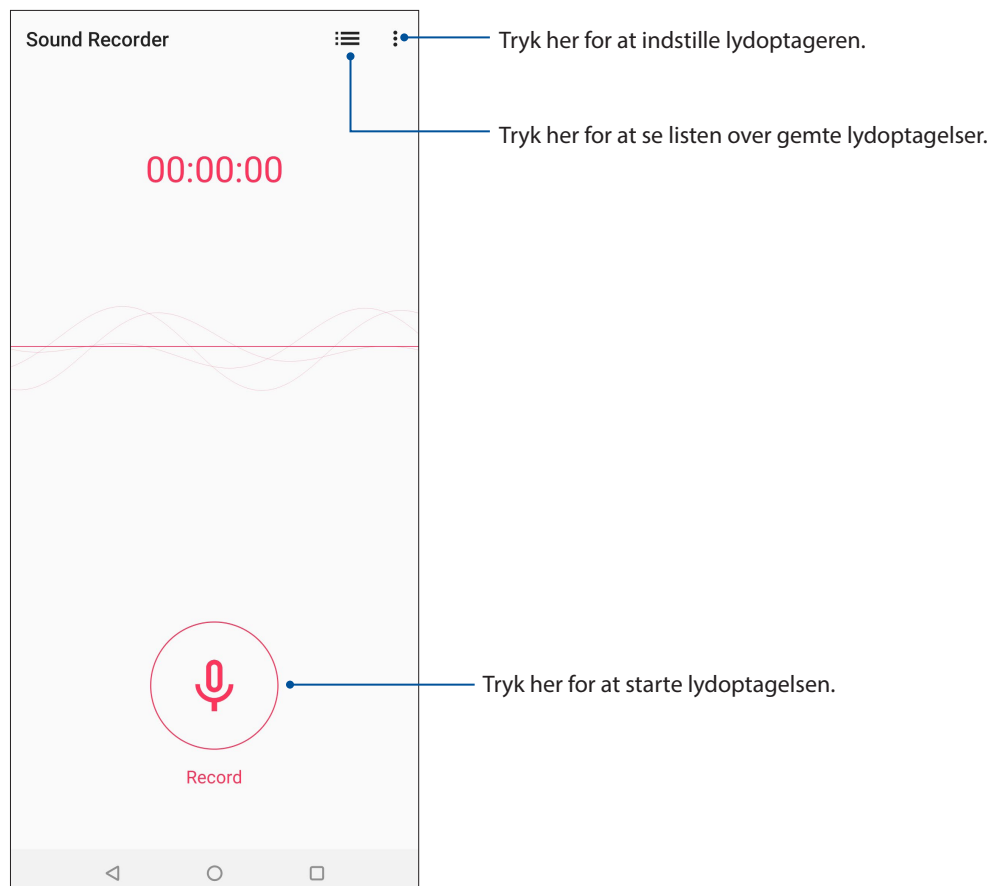 Sound Recorder
Tryk her for at indstille lydoptageren.
Tryk her for at se listen over gemte lydoptagelser.
00:00:00
Tryk her for at starte lydoptagelsen.
Record